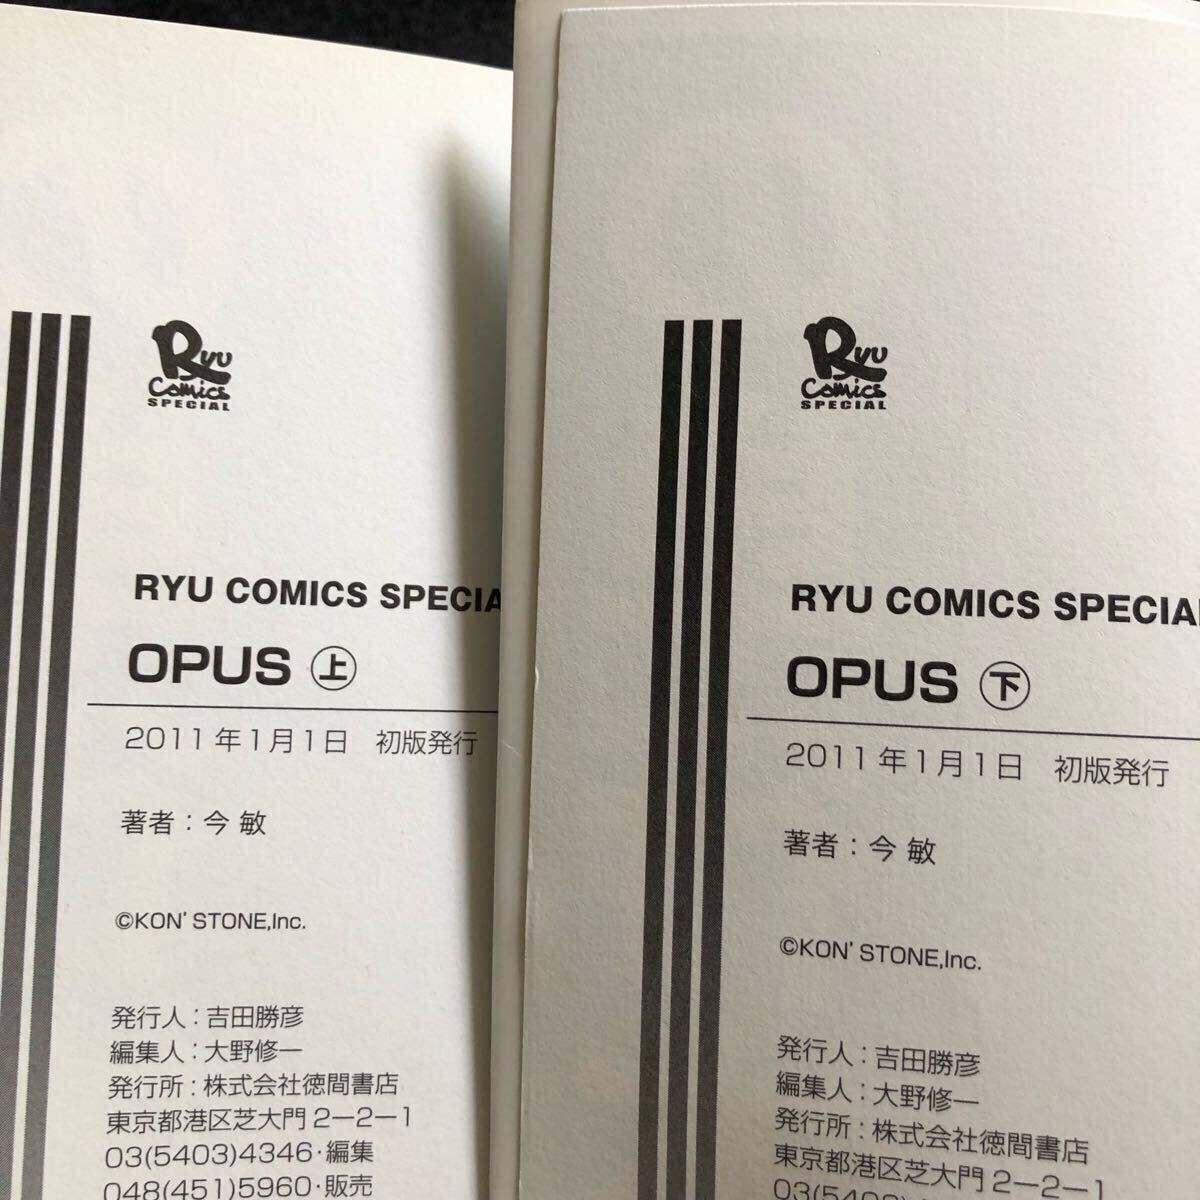 Ryu
Comics
SPECIAL
RYU COMICS SPECIA
OPUS 上
2011年1月1日　初版発行
著者：今 敏
©KON' STONE,Inc.
発行人：吉田勝彦
編集人：大野修一
発行所：株式会社徳間書店
東京都港区芝大門2ー2ー1
03(5403)4346・編集
048(451)5960・販売
Ryu
Comics
SPECIAL
RYU COMICS SPECIAL
OPUS 下
2011年1月1日　初版発行
著者：今 敏
©KON' STONE,Inc.
発行人：吉田勝彦
編集人：大野修一
発行所：株式会社徳間書店
東京都港区芝大門2ー2ー1